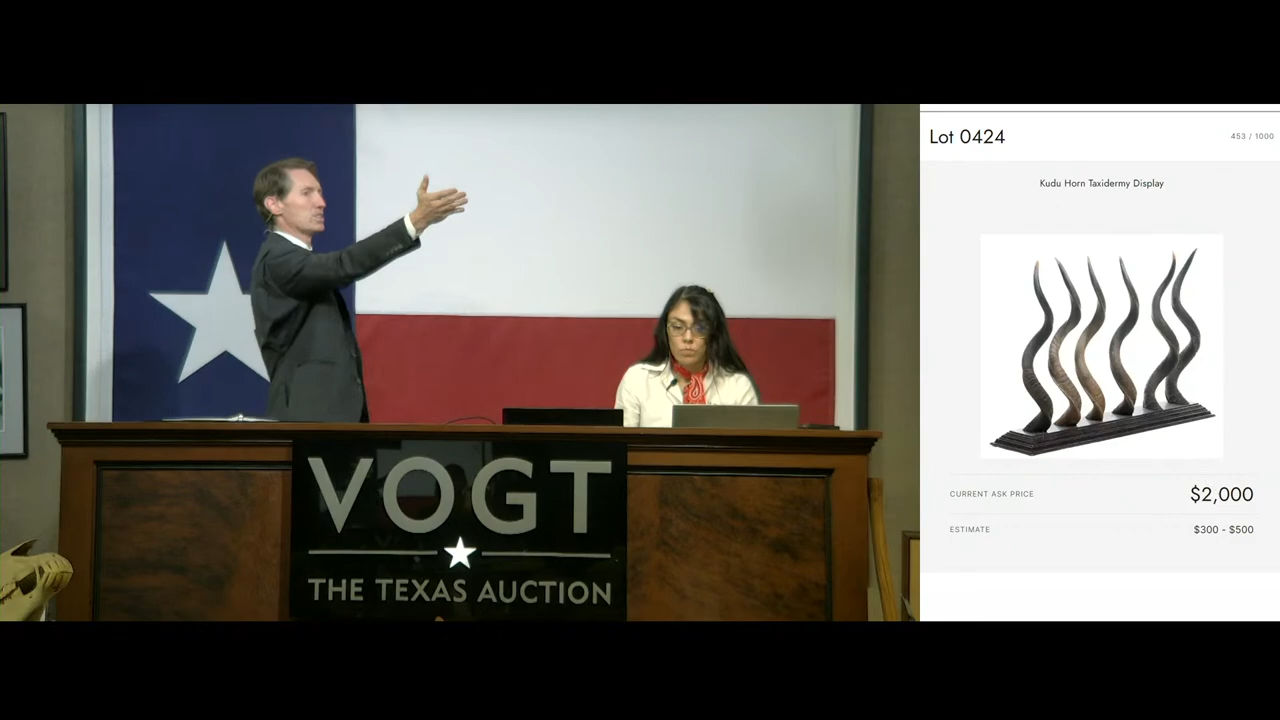 VOGT
THE TEXAS AUCTION
Lot 0424
453 / 1000
Kudu Horn Taxidermy Display
CURRENT ASK PRICE
$2,000
ESTIMATE
$300 - $500